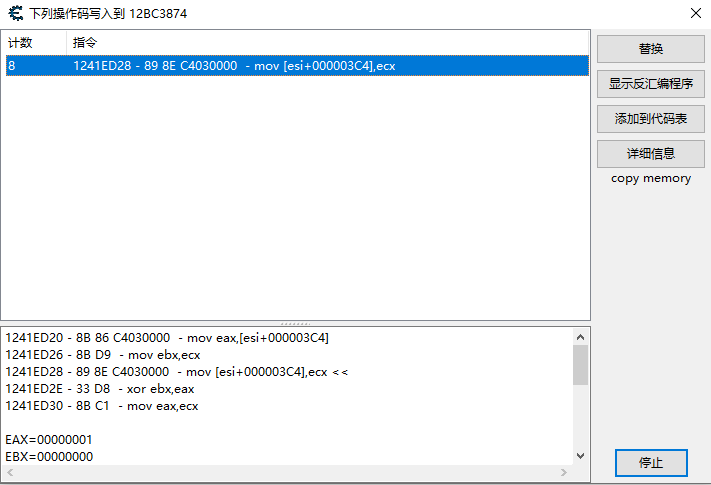 下列操作码写入到 12BC3874
计数 指令
8 1241ED28 - 89 8E C4030000 - mov [esi+000003C4],ecx
替换
显示反汇编程序
添加到代码表
详细信息
copy memory
1241ED20 - 8B 86 C4030000 - mov eax,[esi+000003C4]
1241ED26 - 8B D9 - mov ebx,ecx
1241ED28 - 89 8E C4030000 - mov [esi+000003C4],ecx <<
1241ED2E - 33 D8 - xor ebx,eax
1241ED30 - 8B C1 - mov eax,ecx
EAX=00000001
EBX=00000000
停止